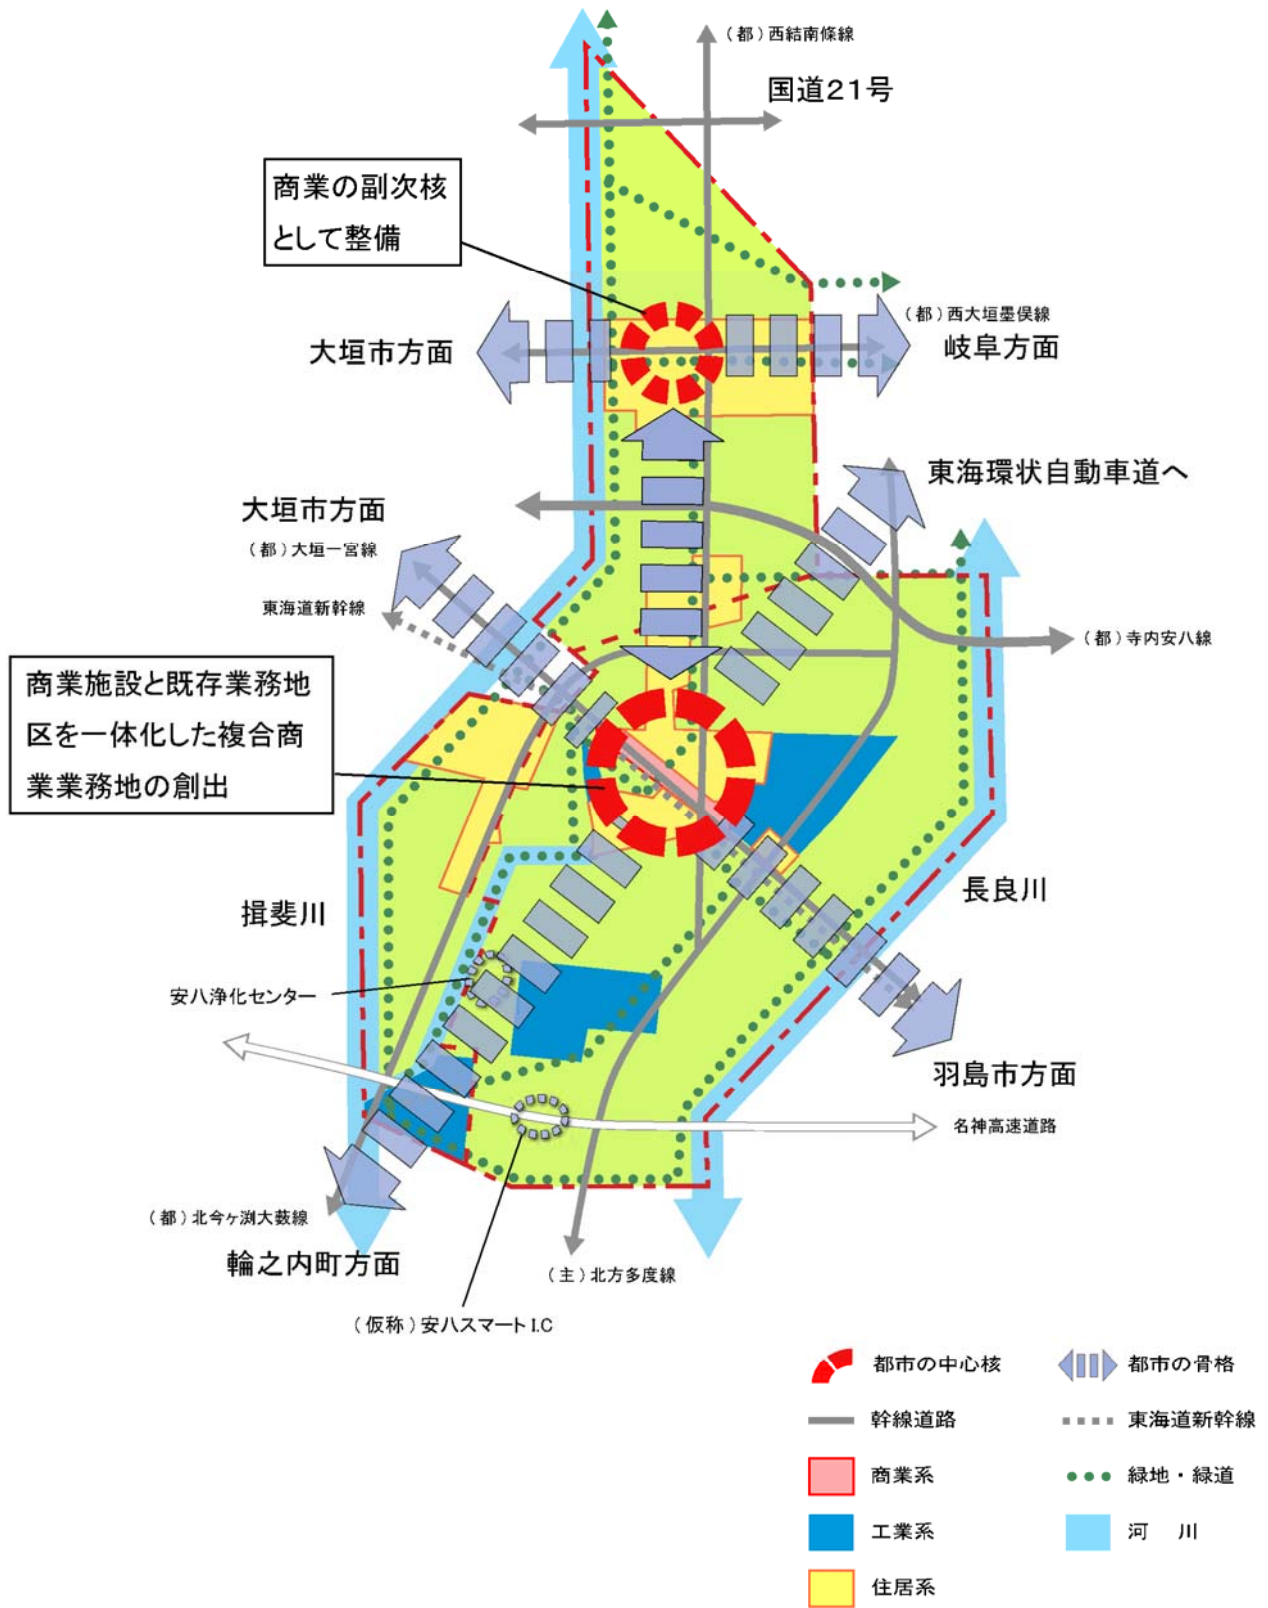 （都）西結南條線
国道２１号
商業の副次核
として整備
（都）西大垣墨俣線
大垣市方面
岐阜方面
東海環状自動車道へ
大垣市方面
（都）大垣一宮線
東海道新幹線
（都）寺内安八線
商業施設と既存業務地
区を一体化した複合商
業業務地の創出
長良川
揖斐川
安八浄化センター
羽島市方面
名神高速道路
（都）北今ヶ渕大薮線
輪之内町方面
（主）北方多度線
（仮称）安八スマートI.C
都市の中心核
都市の骨格
幹線道路
東海道新幹線
商業系
緑地・緑道
工業系
河　川
住居系